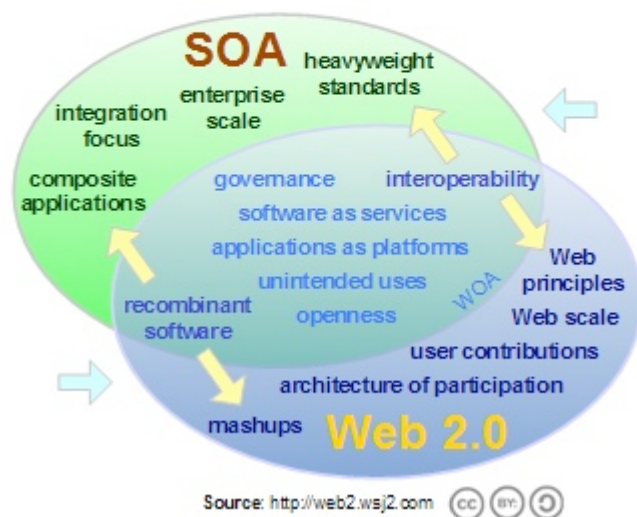 SOA
heavyweight
standards
enterprise
scale
integration
focus
composite
applications
governance
interoperability
software as services
applications as platforms
unintended uses
openness
WOA
recombinant
software
Web
principles
Web scale
user contributions
architecture of participation
mashups
Web 2.0
Source: http://web2.wsj2.com
cc BY: